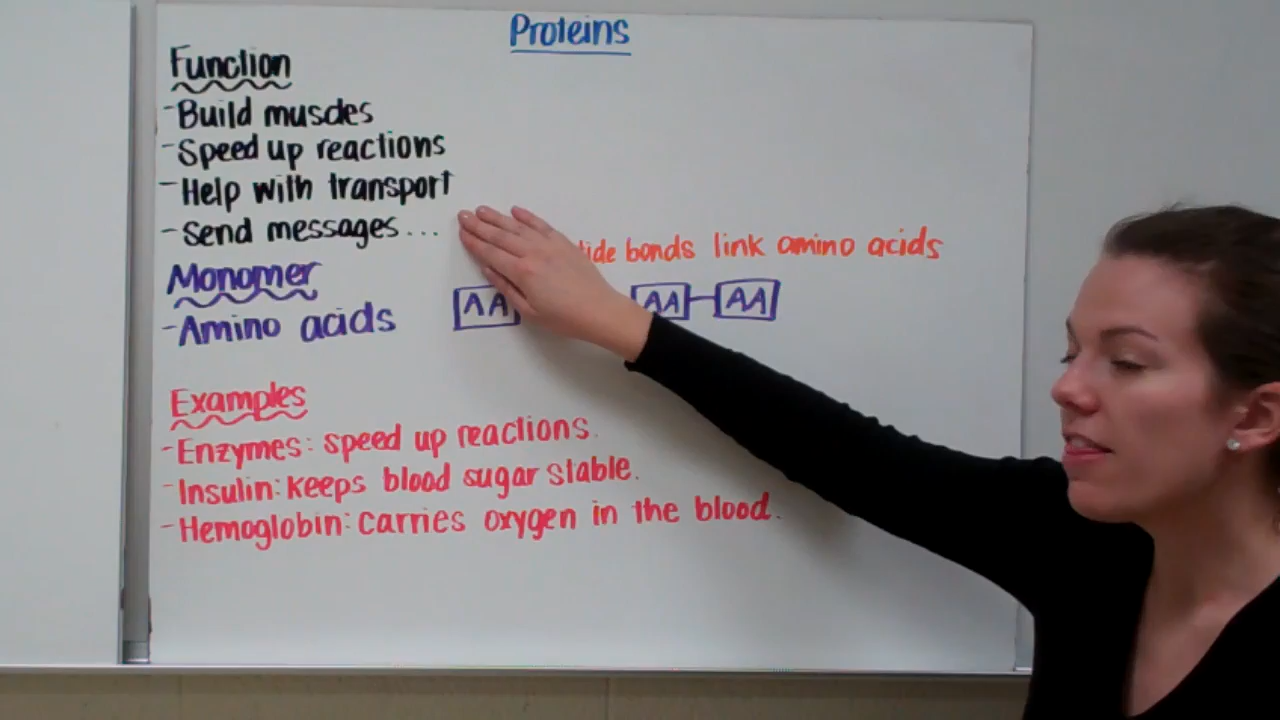 Proteins
Function
-Build muscles
-Speed up reactions
-Help with transport
-Send messages...
bonds link amino acids
Monomer
-Amino acids
AA AA AA
Examples
-Enzymes: speed up reactions.
-Insulin: Keeps blood sugar stable.
-Hemoglobin: Carries oxygen in the blood.